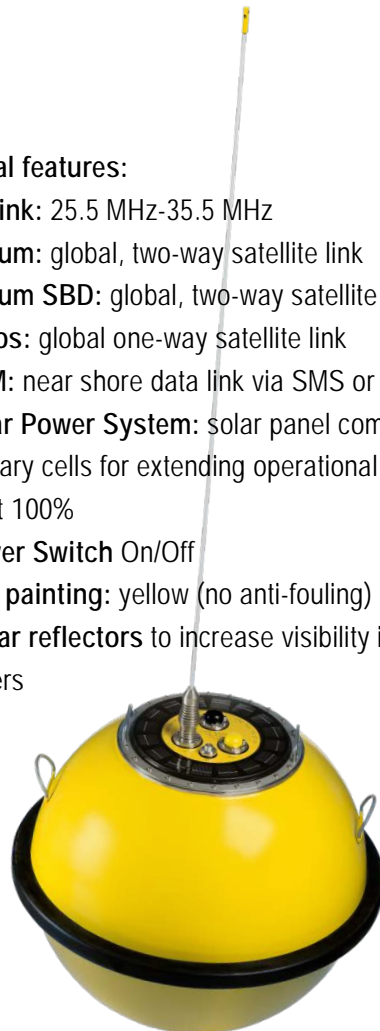 al features:
ink: 25.5 MHz-35.5 MHz
um: global, two-way satellite link
um SBD: global, two-way satellite
os: global one-way satellite link
M: near shore data link via SMS or
ar Power System: solar panel com
ary cells for extending operational
t 100%
er Switch On/Off
painting: yellow (no anti-fouling)
ar reflectors to increase visibility i
ers